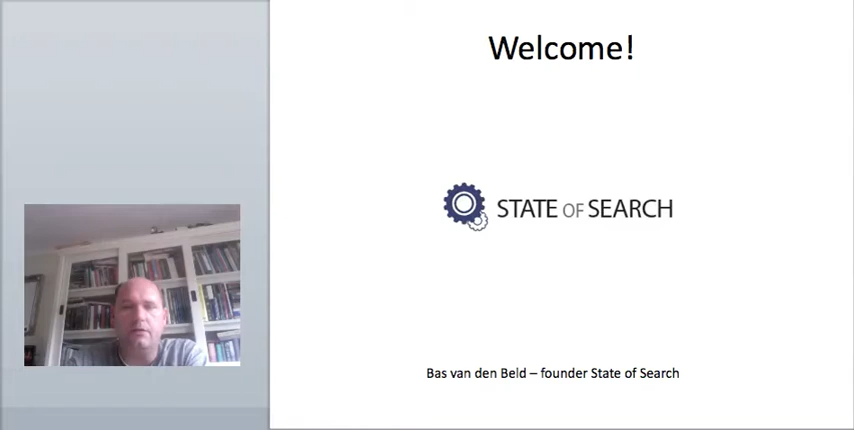 Welcome!
STATE OF SEARCH
Bas van den Beld – founder State of Search